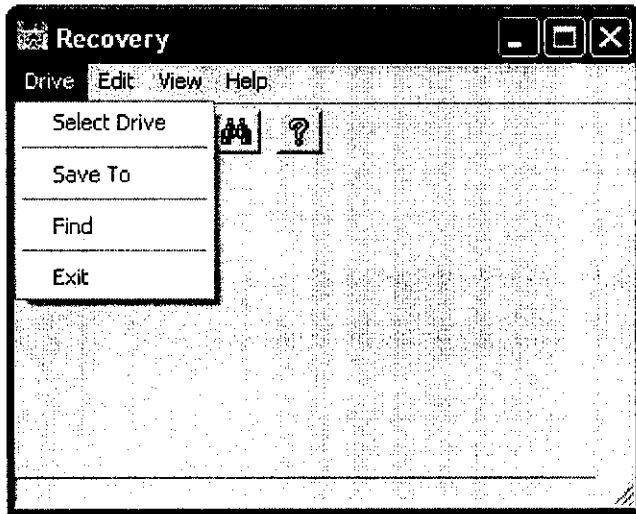 Recovery
Drive Edit View Help
Select Drive
?
Save To
Find
Exit